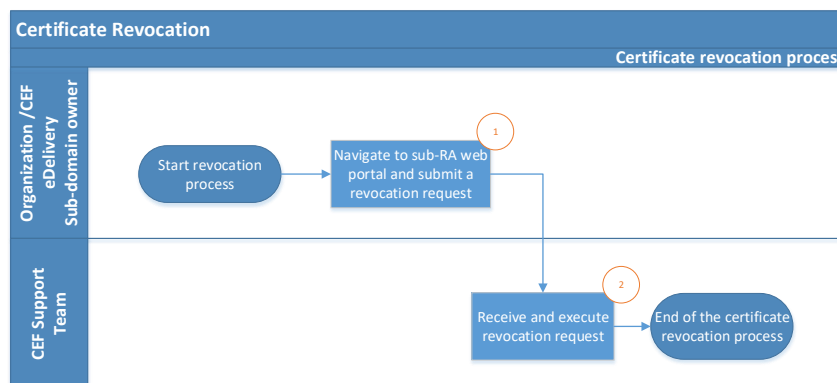 Certificate Revocation
Certificate revocation proces
Organization /CEF
eDelivery
Sub-domain owner
Start revocation
process
1
Navigate to sub-RA web
portal and submit a
revocation request
CEF Support
Team
2
Receive and execute
revocation request
End of the certificate
revocation process